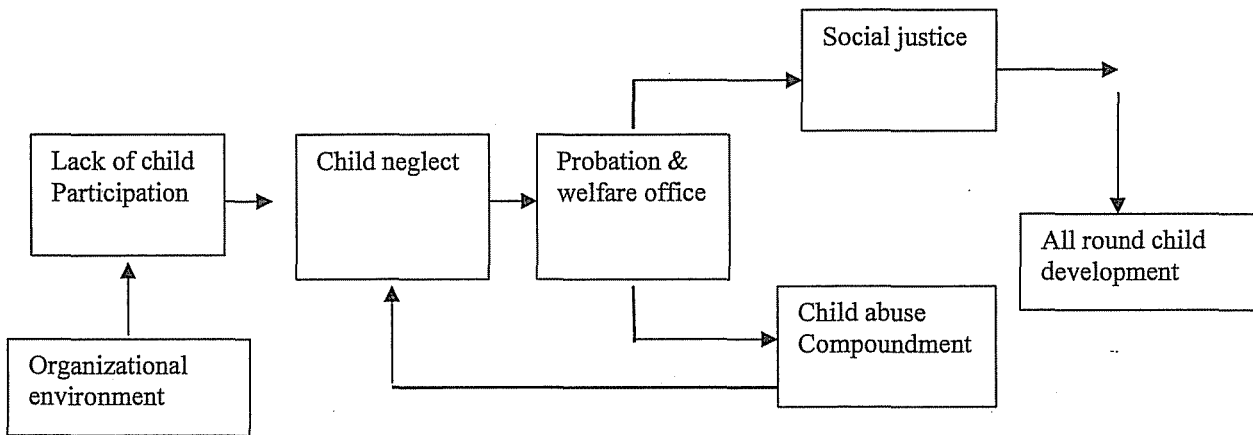 Social justice
Lack of child
Participation
Child neglect
Probation &
welfare office
All round child
development
Child abuse
Compoundment
Organizational
environment